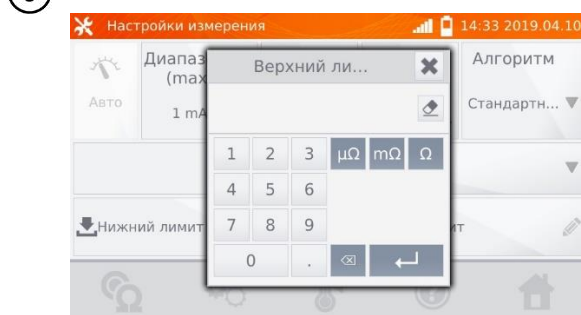 Настройки измерения 14:33 2019.04.10
Диапаз Верхний ли... Алгоритм
(max
Авто 1 mA Стандартн...
1 2 3 μΩ mΩ Ω
4 5 6
Нижний лимит 7 8 9 ит
0 .